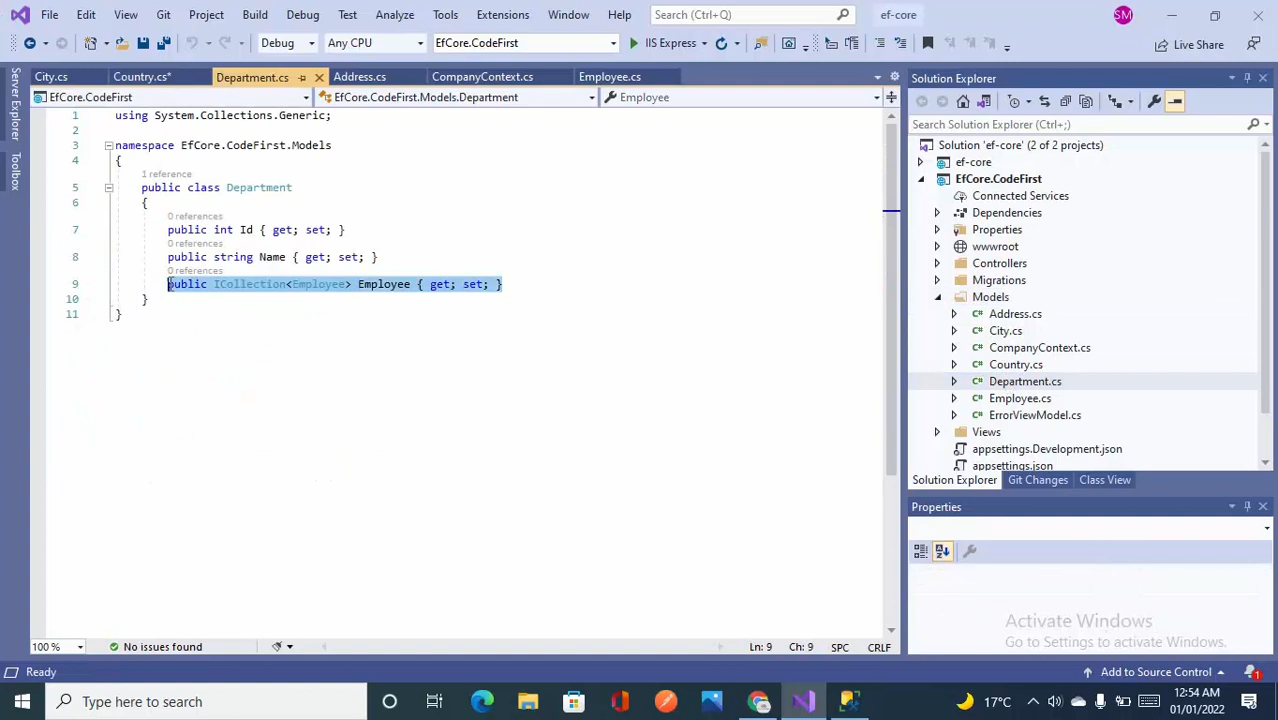 File Edit View Git Project Build Debug Test Analyze Tools Extensions Window Help Search (Ctrl+Q) ef-core SM
Debug Any CPU EfCore.CodeFirst IIS Express Live Share
City.cs Country.cs* Department.cs Address.cs CompanyContext.cs Employee.cs
EfCore.CodeFirst EfCore.CodeFirst.Models.Department Employee
Server Explorer
Toolbox
1 using System.Collections.Generic;
2
3 namespace EfCore.CodeFirst.Models
4 {
1 reference
5 public class Department
6 {
0 references
7 public int Id { get; set; }
0 references
8 public string Name { get; set; }
0 references
9 public ICollection<Employee> Employee { get; set; }
10 }
11 }
100 % No issues found Ln: 9 Ch: 9 SPC CRLF
Solution Explorer
Search Solution Explorer (Ctrl+;)
Solution 'ef-core' (2 of 2 projects)
ef-core
EfCore.CodeFirst
Connected Services
Dependencies
Properties
wwwroot
Controllers
Migrations
Models
C# Address.cs
C# City.cs
C# CompanyContext.cs
C# Country.cs
C# Department.cs
C# Employee.cs
C# ErrorViewModel.cs
Views
appsettings.Development.json
appsettings.json
Solution Explorer Git Changes Class View
Properties
Activate Windows
Go to Settings to activate Windows.
Ready Add to Source Control 1
Type here to search 17°C 12:54 AM
01/01/2022